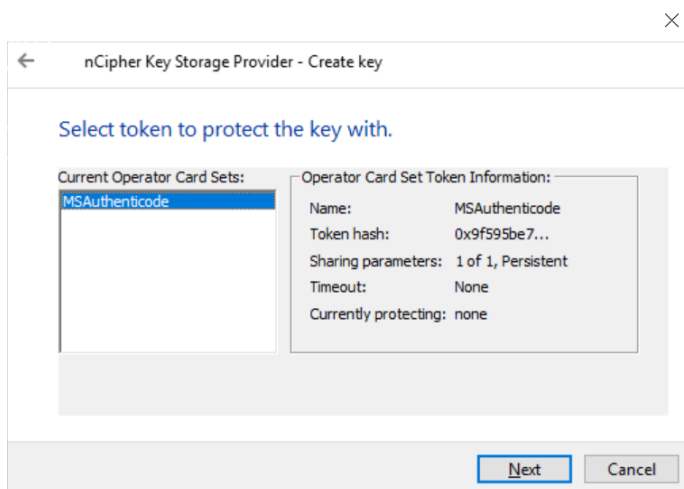 nCipher Key Storage Provider - Create key
Select token to protect the key with.
Current Operator Card Sets:
MSAuthenticode
Operator Card Set Token Information:
Name: MSAuthenticode
Token hash: 0x9f595be7...
Sharing parameters: 1 of 1, Persistent
Timeout: None
Currently protecting: none
Next
Cancel